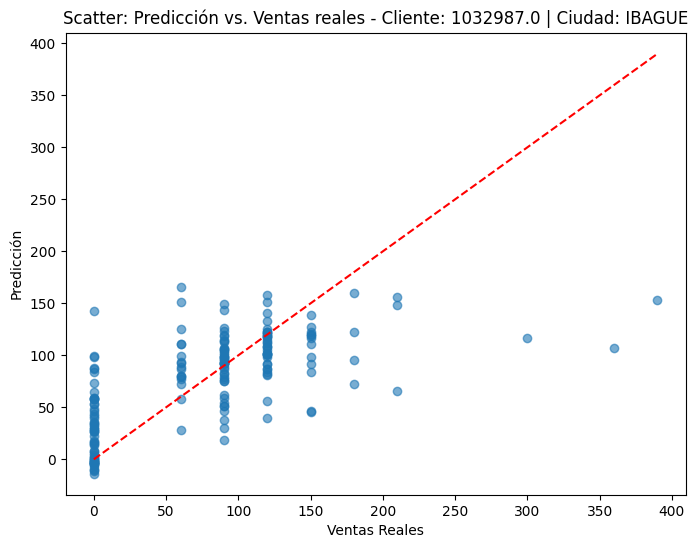 Scatter: Predicción vs. Ventas reales - Cliente: 1032987.0 | Ciudad: IBAGUE
400
350
300
250
200
150
100
50
0
Predicción
0 50 100 150 200 250 300 350 400
Ventas Reales